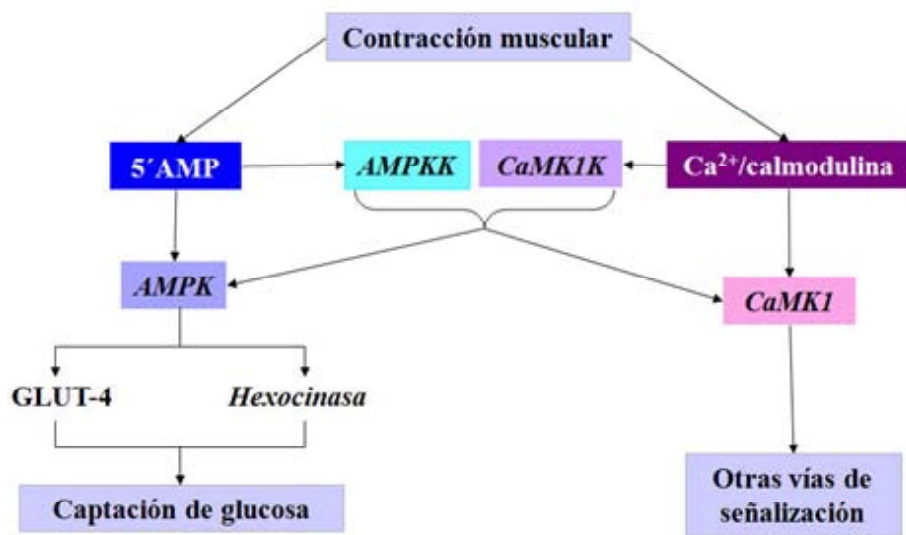 Contracción muscular
5´AMP
AMPKK
CaMK1K
Ca²⁺/calmodulina
AMPK
CaMK1
GLUT-4
Hexocinasa
Captación de glucosa
Otras vías de
señalización